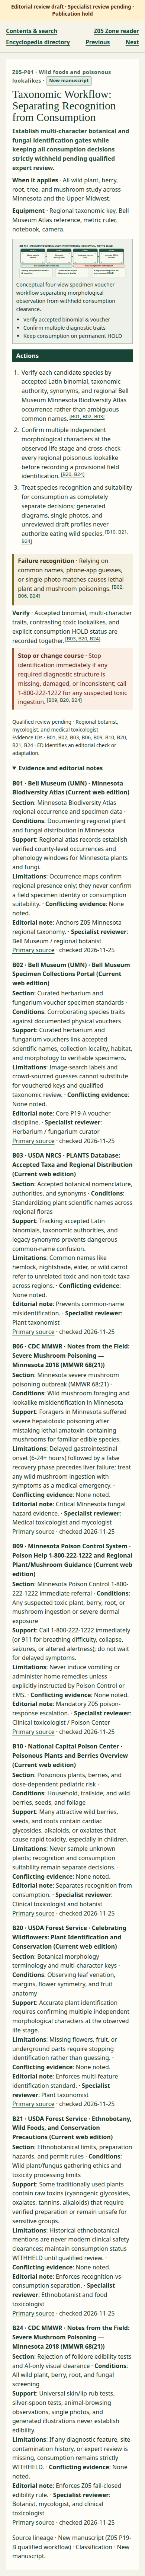 Editorial review draft · Specialist review pending ·
Publication hold
Contents & search
Z05 Zone reader
Encyclopedia directory
Previous
Next
Z05-P01 · Wild foods and poisonous
lookalikes · New manuscript
Taxonomic Workflow:
Separating Recognition
from Consumption
Establish multi-character botanical and
fungal identification gates while
keeping all consumption decisions
strictly withheld pending qualified
expert review.
When it applies · All wild plant, berry,
root, tree, and mushroom study across
Minnesota and the Upper Midwest.
Equipment · Regional taxonomic key, Bell
Museum Atlas reference, metric ruler,
notebook, camera.
Conceptual four-year specimen voucher
workflow separating morphological
observation from withheld consumption
clearance.
• Verify accepted binomial & voucher
• Confirm multiple diagnostic traits
• Keep consumption on permanent HOLD
Actions
1. Verify each candidate species by
accepted Latin binomial, taxonomic
authority, synonyms, and regional Bell
Museum Minnesota Biodiversity Atlas
occurrence rather than ambiguous
common names. [B01, B02, B03]
2. Confirm multiple independent
morphological characters at the
observed life stage and cross-check
every regional poisonous lookalike
before recording a provisional field
identification. [B20, B24]
3. Treat species recognition and suitability
for consumption as completely
separate decisions; generated
diagrams, single photos, and
unreviewed draft profiles never
authorize eating wild species. [B10, B21,
B24]
Failure recognition · Relying on
common names, phone-app guesses,
or single-photo matches causes lethal
plant and mushroom poisonings. [B02,
B06, B24]
Verify · Accepted binomial, multi-character
traits, contrasting toxic lookalikes, and
explicit consumption HOLD status are
recorded together. [B03, B20, B24]
Stop or change course · Stop
identification immediately if any
required diagnostic structure is
missing, damaged, or inconsistent; call
1-800-222-1222 for any suspected toxic
ingestion. [B09, B20, B24]
Qualified review pending · Regional botanist,
mycologist, and medical toxicologist
Evidence IDs · B01, B02, B03, B06, B09, B10, B20,
B21, B24 · ED identifies an editorial check or
adaptation.
▼ Evidence and editorial notes
B01 · Bell Museum (UMN) · Minnesota
Biodiversity Atlas (Current web edition)
Section: Minnesota Biodiversity Atlas
regional occurrence and specimen data ·
Conditions: Documenting regional plant
and fungal distribution in Minnesota
Support: Regional atlas records establish
verified county-level occurrences and
phenology windows for Minnesota plants
and fungi.
Limitations: Occurrence maps confirm
regional presence only; they never confirm
a field specimen identity or consumption
suitability. · Conflicting evidence: None
noted.
Editorial note: Anchors Z05 Minnesota
regional taxonomy. · Specialist reviewer:
Bell Museum / regional botanist
Primary source · checked 2026-11-25
B02 · Bell Museum (UMN) · Bell Museum
Specimen Collections Portal (Current
web edition)
Section: Curated herbarium and
fungarium voucher specimen standards ·
Conditions: Corroborating species traits
against documented physical vouchers
Support: Curated herbarium and
fungarium vouchers link accepted
scientific names, collection locality, habitat,
and morphology to verifiable specimens.
Limitations: Image-search labels and
crowd-sourced guesses cannot substitute
for vouchered keys and qualified
taxonomic review. · Conflicting evidence:
None noted.
Editorial note: Core P19-A voucher
discipline. · Specialist reviewer:
Herbarium / fungarium curator
Primary source · checked 2026-11-25
B03 · USDA NRCS · PLANTS Database:
Accepted Taxa and Regional Distribution
(Current web edition)
Section: Accepted botanical nomenclature,
authorities, and synonyms · Conditions:
Standardizing plant scientific names across
regional floras
Support: Tracking accepted Latin
binomials, taxonomic authorities, and
legacy synonyms prevents dangerous
common-name confusion.
Limitations: Common names like
hemlock, nightshade, elder, or wild carrot
refer to unrelated toxic and non-toxic taxa
across regions. · Conflicting evidence:
None noted.
Editorial note: Prevents common-name
misidentification. · Specialist reviewer:
Plant taxonomist
Primary source · checked 2026-11-25
B06 · CDC MMWR · Notes from the Field:
Severe Mushroom Poisoning —
Minnesota 2018 (MMWR 68(21))
Section: Minnesota severe mushroom
poisoning outbreak (MMWR 68:21) ·
Conditions: Wild mushroom foraging and
lookalike misidentification in Minnesota
Support: Foragers in Minnesota suffered
severe hepatotoxic poisoning after
mistaking lethal amatoxin-containing
mushrooms for familiar edible species.
Limitations: Delayed gastrointestinal
onset (6-24+ hours) followed by a false
recovery phase precedes liver failure; treat
any wild mushroom ingestion with
symptoms as a medical emergency. ·
Conflicting evidence: None noted.
Editorial note: Critical Minnesota fungal
hazard evidence. · Specialist reviewer:
Medical toxicologist and mycologist
Primary source · checked 2026-11-25
B09 · Minnesota Poison Control System ·
Poison Help 1-800-222-1222 and Regional
Plant/Mushroom Guidance (Current web
edition)
Section: Minnesota Poison Control 1-800-
222-1222 immediate referral · Conditions:
Any suspected toxic plant, berry, root, or
mushroom ingestion or severe dermal
exposure
Support: Call 1-800-222-1222 immediately
(or 911 for breathing difficulty, collapse,
seizures, or altered alertness); do not wait
for delayed symptoms.
Limitations: Never induce vomiting or
administer home remedies unless
explicitly instructed by Poison Control or
EMS. · Conflicting evidence: None noted.
Editorial note: Mandatory Z05 poison-
response escalation. · Specialist reviewer:
Clinical toxicologist / Poison Center
Primary source · checked 2026-11-25
B10 · National Capital Poison Center ·
Poisonous Plants and Berries Overview
(Current web edition)
Section: Poisonous plants, berries, and
dose-dependent pediatric risk ·
Conditions: Household, trailside, and wild
berries, seeds, and foliage
Support: Many attractive wild berries,
seeds, and roots contain cardiac
glycosides, alkaloids, or oxalates that
cause rapid toxicity, especially in children.
Limitations: Never sample unknown
plants; recognition and consumption
suitability remain separate decisions. ·
Conflicting evidence: None noted.
Editorial note: Separates recognition from
consumption. · Specialist reviewer:
Clinical toxicologist and botanist
Primary source · checked 2026-11-25
B20 · USDA Forest Service · Celebrating
Wildflowers: Plant Identification and
Conservation (Current web edition)
Section: Botanical morphology
terminology and multi-character keys ·
Conditions: Observing leaf venation,
margins, flower symmetry, and fruit
anatomy
Support: Accurate plant identification
requires confirming multiple independent
morphological characters at the observed
life stage.
Limitations: Missing flowers, fruit, or
underground parts require stopping
identification rather than guessing. ·
Conflicting evidence: None noted.
Editorial note: Enforces multi-feature
identification standard. · Specialist
reviewer: Plant taxonomist
Primary source · checked 2026-11-25
B21 · USDA Forest Service · Ethnobotany,
Wild Foods, and Conservation
Precautions (Current web edition)
Section: Ethnobotanical limits, preparation
hazards, and permit rules · Conditions:
Wild plant/fungus gathering ethics and
toxicity processing limits
Support: Some traditionally used plants
contain raw toxins (cyanogenic glycosides,
oxalates, tannins, alkaloids) that require
verified preparation or remain unsafe for
sensitive groups.
Limitations: Historical ethnobotanical
mentions are never modern clinical safety
clearances; maintain consumption status
WITHHELD until qualified review. ·
Conflicting evidence: None noted.
Editorial note: Enforces recognition-vs-
consumption separation. · Specialist
reviewer: Ethnobotanist and food
toxicologist
Primary source · checked 2026-11-25
B24 · CDC MMWR · Notes from the Field:
Severe Mushroom Poisoning —
Minnesota 2018 (MMWR 68(21))
Section: Rejection of folklore edibility tests
and AI-only visual clearance · Conditions:
All wild plant, berry, root, and fungal
screening
Support: Universal skin/lip rub tests,
silver-spoon tests, animal-browsing
observations, single photos, and
generated illustrations never establish
edibility.
Limitations: If any diagnostic feature, site-
contamination history, or expert review is
missing, consumption remains strictly
WITHHELD. · Conflicting evidence: None
noted.
Editorial note: Enforces Z05 fail-closed
edibility rule. · Specialist reviewer:
Botanist, mycologist, and clinical
toxicologist
Primary source · checked 2026-11-25
Source lineage · New manuscript (Z05 P19-
B qualified workflow) · Classification · New
manuscript.